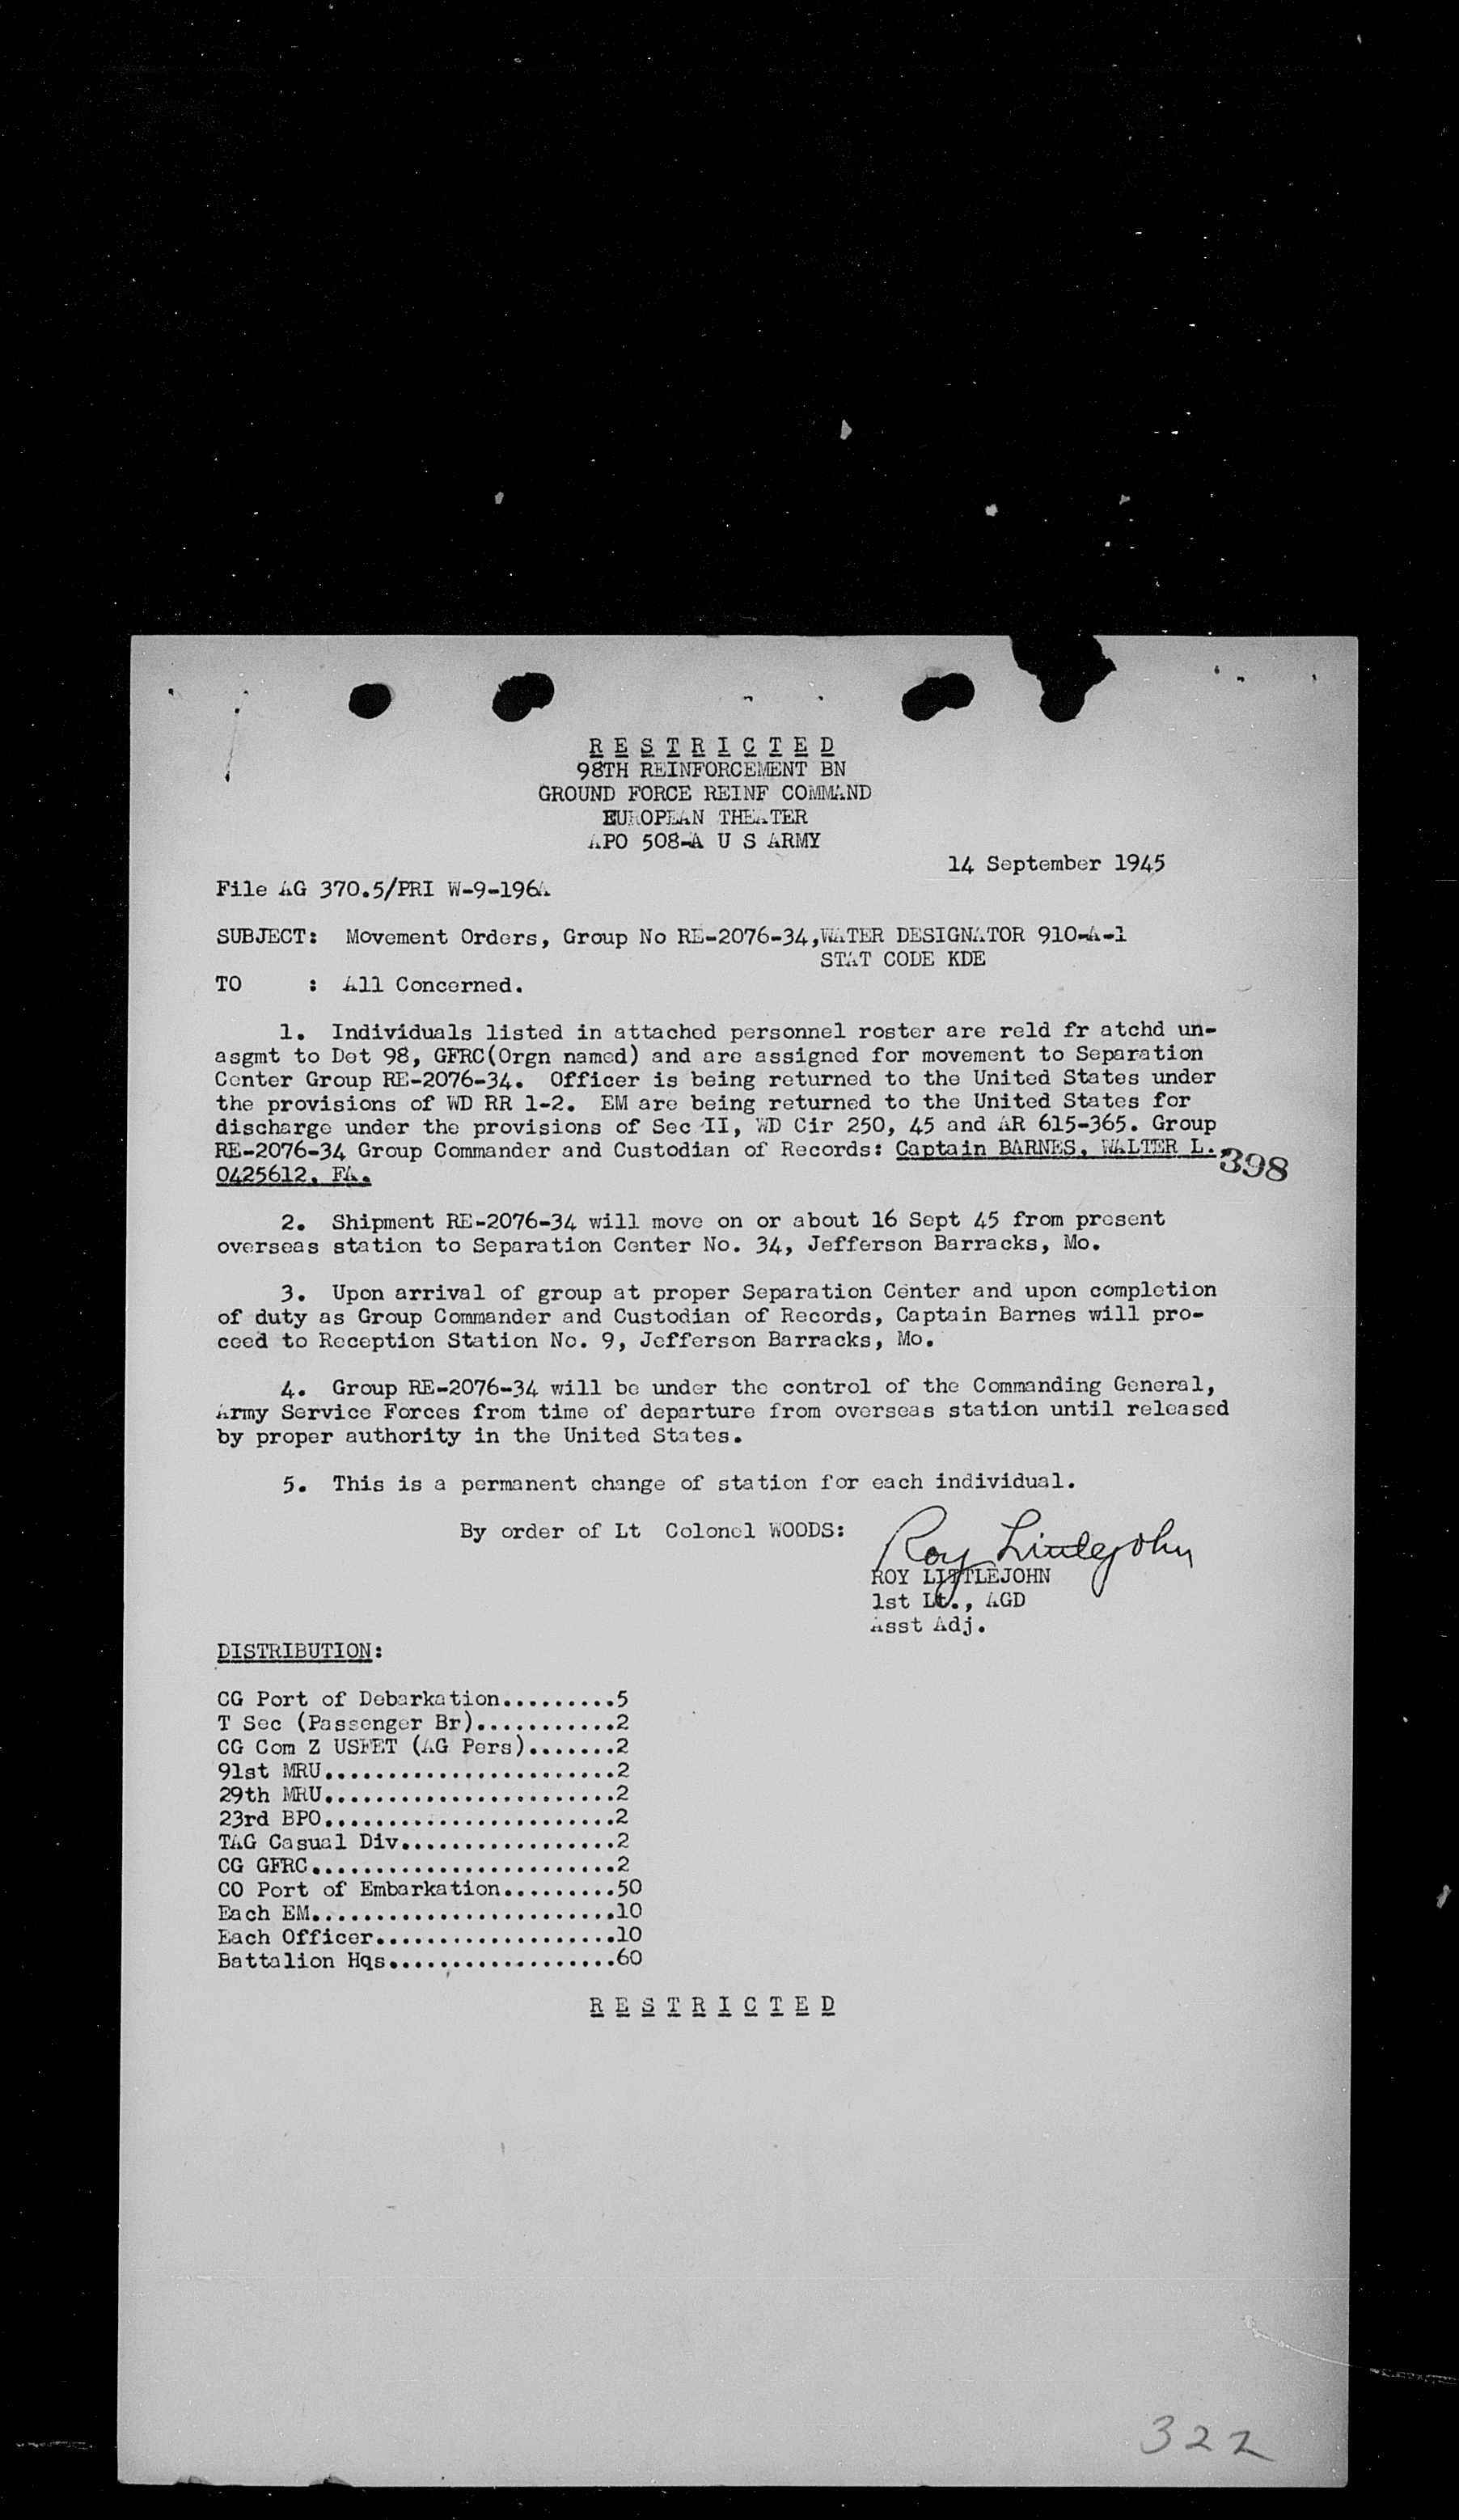 R E S T R I C T E D
98TH REINFORCEMENT BN
GROUND FORCE REINF COMMAND
EUROPEAN THEATER
APO 508-A U S ARMY
14 September 1945
File AG 370.5/PRI W-9-196A
SUBJECT: Movement Orders, Group No RE-2076-34,WATER DESIGNATOR 910-A-1
STAT CODE KDE
TO : All Concerned.
1. Individuals listed in attached personnel roster are reld fr atchd un-
asgmt to Det 98, GFRC(Orgn named) and are assigned for movement to Separation
Center Group RE-2076-34. Officer is being returned to the United States under
the provisions of WD RR 1-2. EM are being returned to the United States for
discharge under the provisions of Sec II, WD Cir 250, 45 and AR 615-365. Group
RE-2076-34 Group Commander and Custodian of Records: Captain BARNES, WALTER L.,
398
0425612, FA.
2. Shipment RE-2076-34 will move on or about 16 Sept 45 from present
overseas station to Separation Center No. 34, Jefferson Barracks, Mo.
3. Upon arrival of group at proper Separation Center and upon completion
of duty as Group Commander and Custodian of Records, Captain Barnes will pro-
ceed to Reception Station No. 9, Jefferson Barracks, Mo.
4. Group RE-2076-34 will be under the control of the Commanding General,
Army Service Forces from time of departure from overseas station until released
by proper authority in the United States.
5. This is a permanent change of station for each individual.
By order of Lt Colonel WOODS:
Roy Littlejohn
ROY LITTLEJOHN
1st Lt., AGD
Asst Adj.
DISTRIBUTION:
CG Port of Debarkation.........5
T Sec (Passenger Br)...........2
CG Com Z USFET (AG Pers).......2
91st MRU.......................2
29th MRU.......................2
23rd BPO.......................2
TAG Casual Div.................2
CG GFRC........................2
CO Port of Embarkation.........50
Each EM........................10
Each Officer...................10
Battalion Hqs..................60
R E S T R I C T E D
322